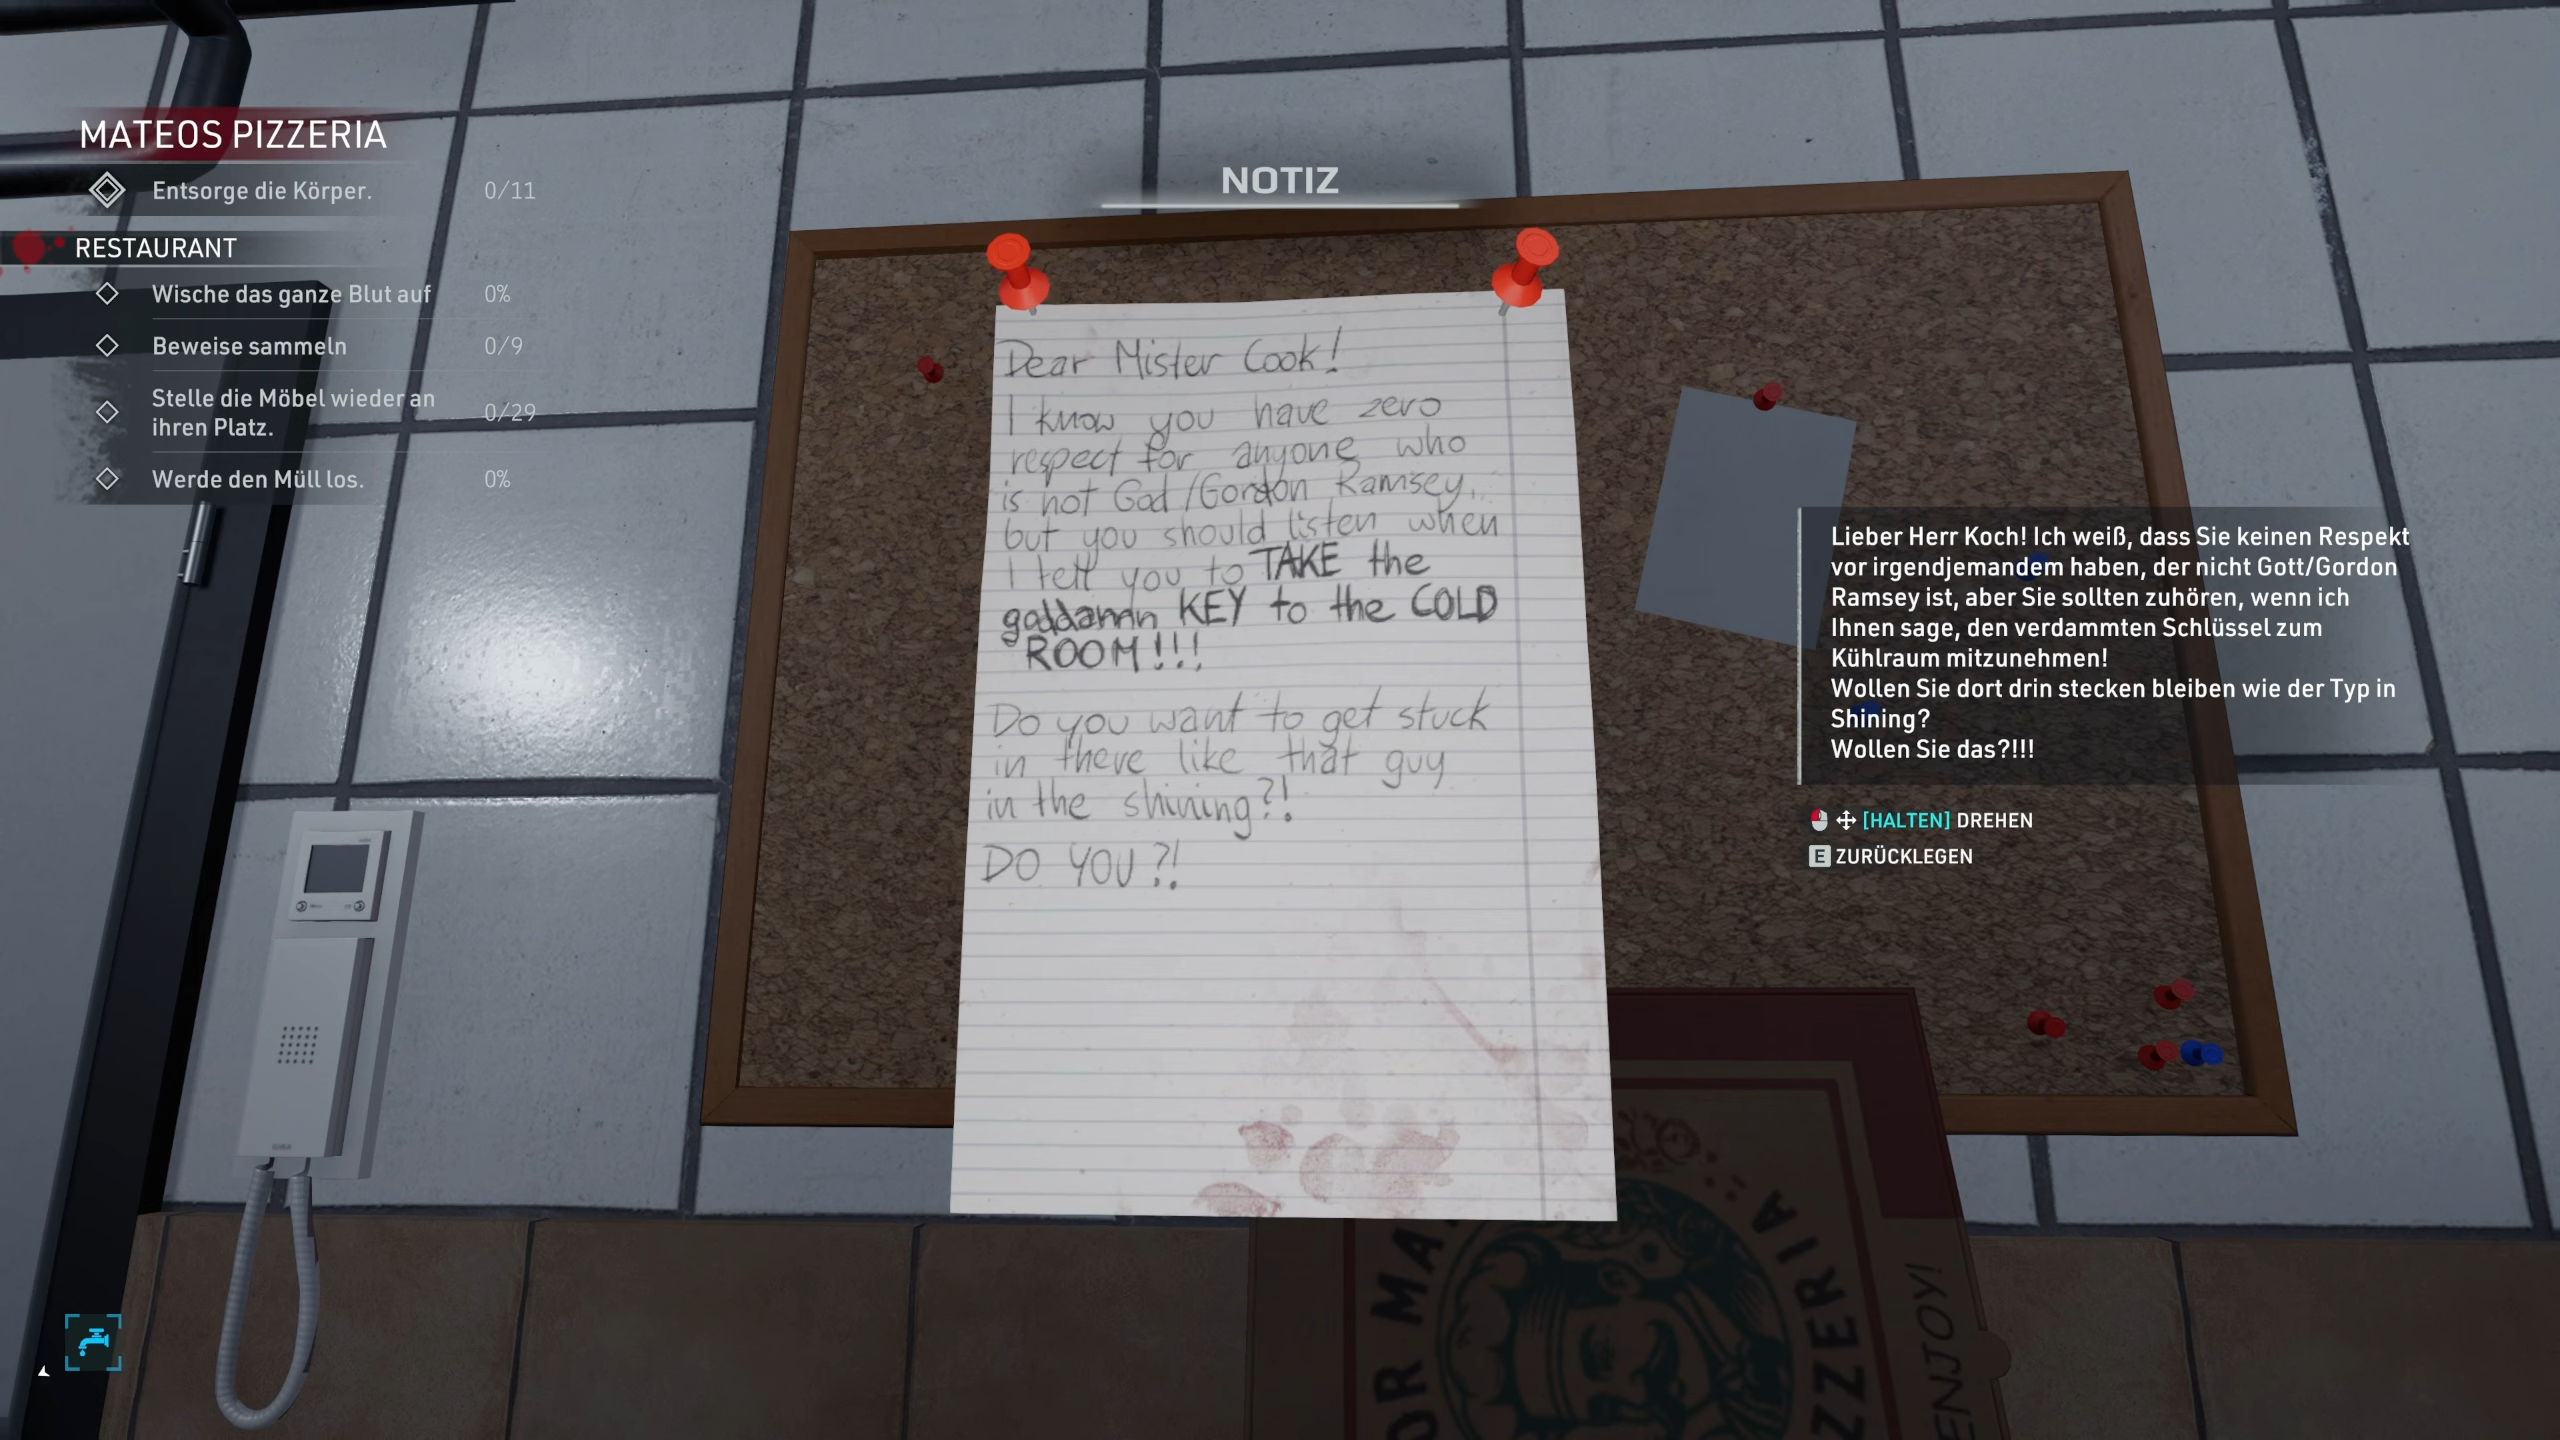 MATEOS PIZZERIA
Entsorge die Körper. 0/11
RESTAURANT
Wische das ganze Blut auf 0%
Beweise sammeln 0/9
Stelle die Möbel wieder an
ihren Platz. 0/29
Werde den Müll los. 0%
NOTIZ
Dear Mister Cook!
I know you have zero
respect for anyone who
is not God/Gordon Ramsey,
but you should listen when
I tell you to TAKE the
goddamn KEY to the COLD
ROOM!!!
Do you want to get stuck
in there like that guy
in the shining?!
DO YOU?!
Lieber Herr Koch! Ich weiß, dass Sie keinen Respekt
vor irgendjemandem haben, der nicht Gott/Gordon
Ramsey ist, aber Sie sollten zuhören, wenn ich
Ihnen sage, den verdammten Schlüssel zum
Kühlraum mitzunehmen!
Wollen Sie dort drin stecken bleiben wie der Typ in
Shining?
Wollen Sie das?!!!
[HALTEN] DREHEN
E ZURÜCKLEGEN
ENJOY!